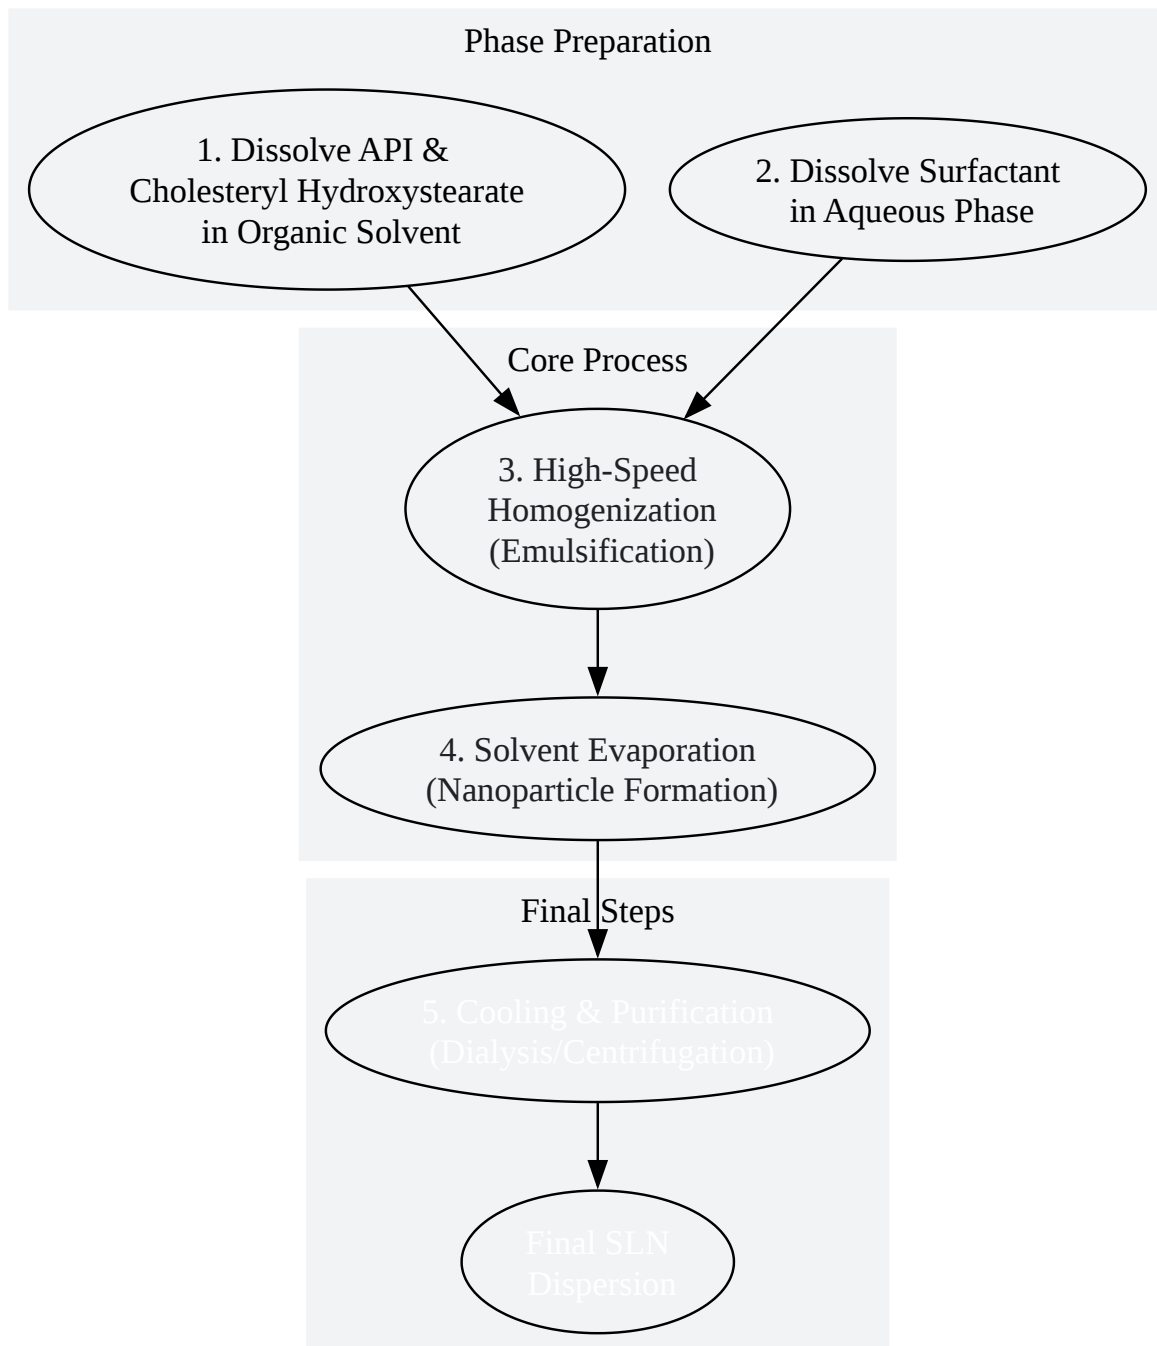 Phase Preparation
1. Dissolve API &
Cholesteryl Hydroxystearate
in Organic Solvent
2. Dissolve Surfactant
in Aqueous Phase
Core Process
3. High-Speed
Homogenization
(Emulsification)
4. Solvent Evaporation
(Nanoparticle Formation)
Final Steps
5. Cooling & Purification
(Dialysis/Centrifugation)
Final SLN
Dispersion